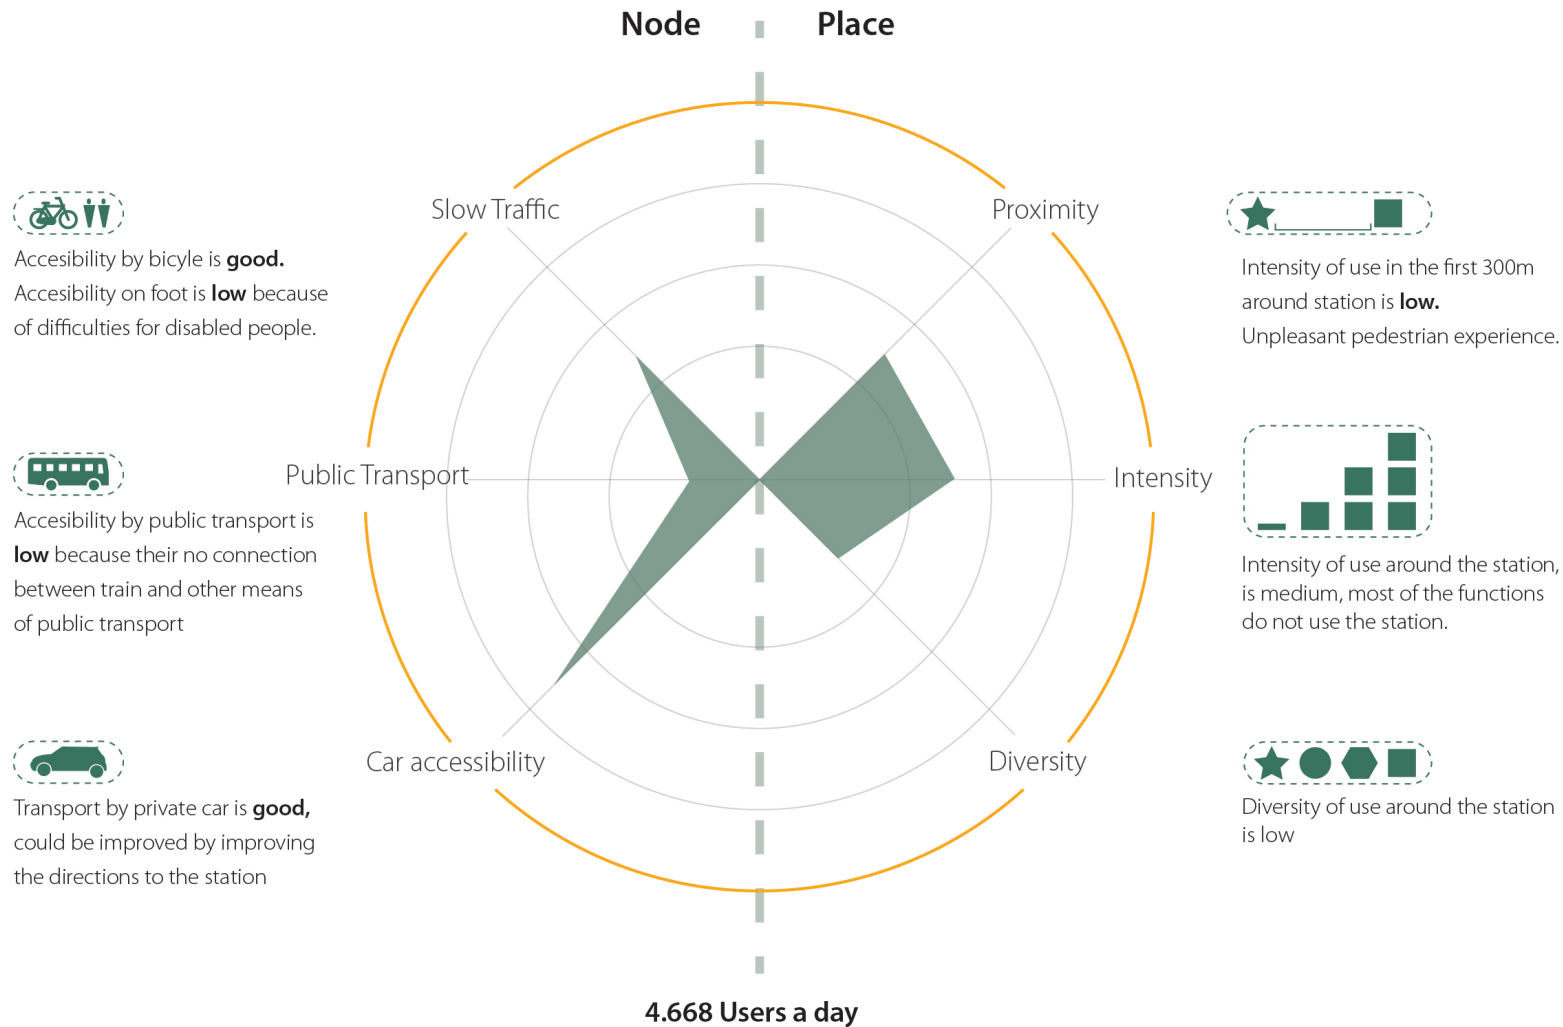 Node
Place
Slow Traffic
Proximity
Accesibility by bicyle is good.
Accesibility on foot is low because
of difficulties for disabled people.
Intensity of use in the first 300m
around station is low.
Unpleasant pedestrian experience.
Public Transport
Intensity
Accesibility by public transport is
low because their no connection
between train and other means
of public transport
Intensity of use around the station,
is medium, most of the functions
do not use the station.
Car accessibility
Diversity
Transport by private car is good,
could be improved by improving
the directions to the station
Diversity of use around the station
is low
4.668 Users a day